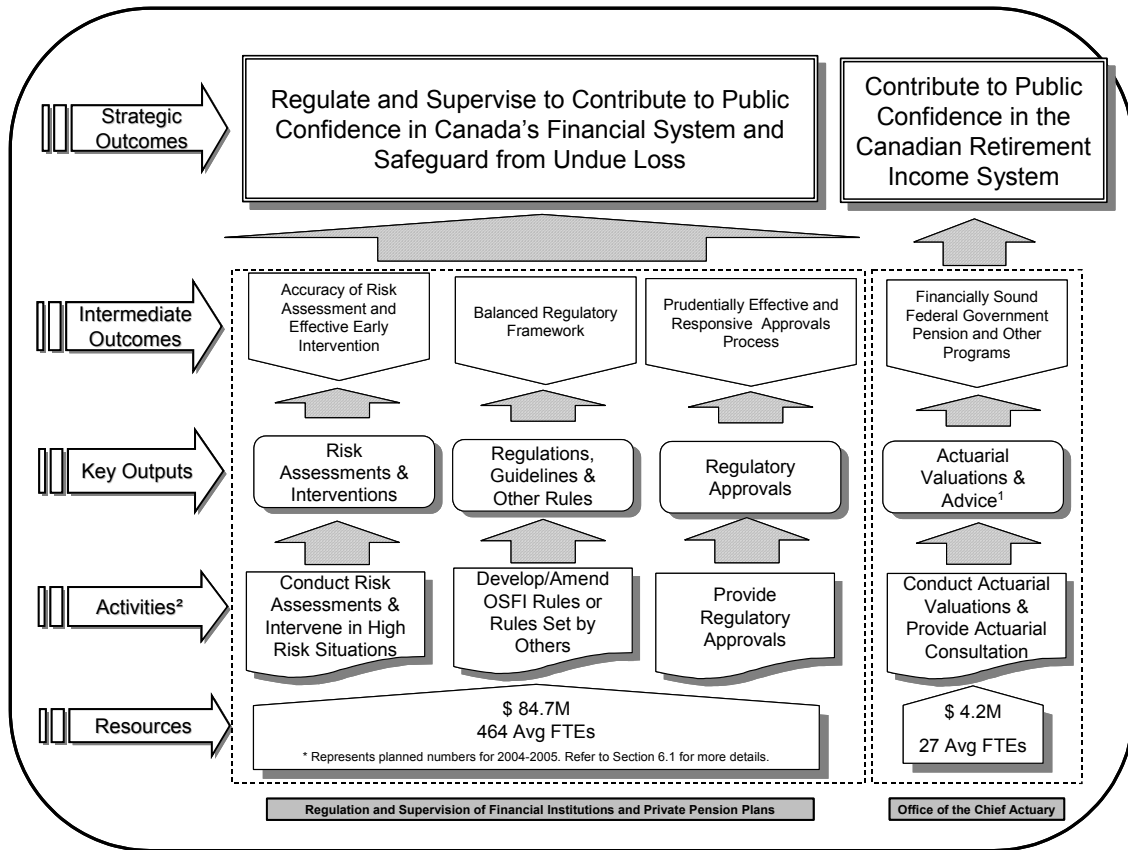 Strategic
Outcomes
Regulate and Supervise to Contribute to Public
Confidence in Canada's Financial System and
Safeguard from Undue Loss
Contribute to Public
Confidence in the
Canadian Retirement
Income System
Intermediate
Outcomes
Accuracy of Risk
Assessment and
Effective Early
Intervention
Balanced Regulatory
Framework
Prudentially Effective and
Responsive Approvals
Process
Financially Sound
Federal Government
Pension and Other
Programs
Key Outputs
Risk
Assessments &
Interventions
Regulations,
Guidelines &
Other Rules
Regulatory
Approvals
Actuarial
Valuations &
Advice¹
Activities²
Conduct Risk
Assessments &
Intervene in High
Risk Situations
Develop/Amend
OSFI Rules or
Rules Set by
Others
Provide
Regulatory
Approvals
Conduct Actuarial
Valuations &
Provide Actuarial
Consultation
Resources
$ 84.7M
464 Avg FTEs
* Represents planned numbers for 2004-2005. Refer to Section 6.1 for more details.
$ 4.2M
27 Avg FTEs
Regulation and Supervision of Financial Institutions and Private Pension Plans
Office of the Chief Actuary